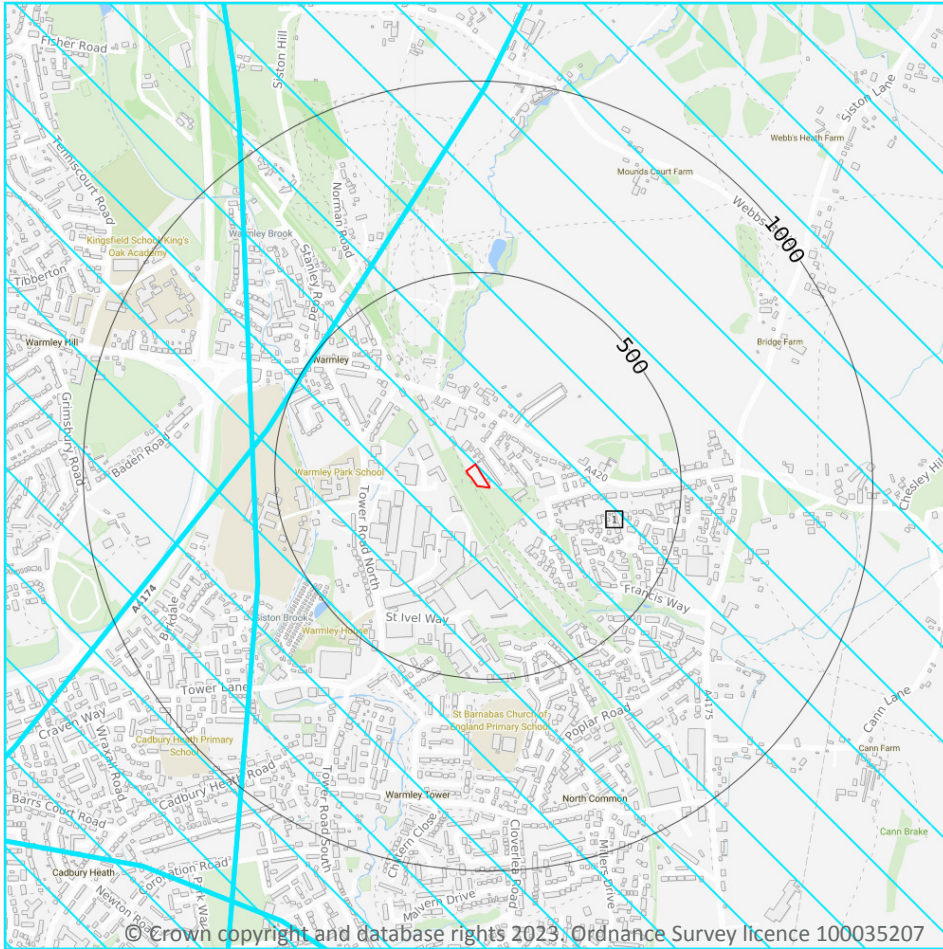 Fisher Road
Siston Hill
Siston Lane
Webb's Heath Farm
Tenniscourt Road
Mounds Court Farm
Norman Road
Webbs
1000
Warmley Brook
Kingsfield School King's
Oak Academy
Stanley Road
Tibberton
500
Warmley Hill
Warmley
Bridge Farm
Grimsbury Road
Baden Road
Warmley Park School
A420
Chesley Hill
Tower Road North
1
A4174
Siston Brook
Francis Way
St Ivel Way
Warmley House
Tower Lane
A4175
Cann Lane
Craven Way
Wraxall Road
St Barnabas Church of
England Primary School
Poplar Road
Cadbury Heath Primary
School
Cann Farm
Cadbury Heath Road
Tower Road South
Barrs Court Road
Warmley Tower
North Common
Cann Brake
Chiltern Close
Cloverlea Road
Millers Drive
Cadbury Heath
Coronation Road
Newton Road
Park Wa
Malvern Drive
© Crown copyright and database rights 2023. Ordnance Survey licence 100035207